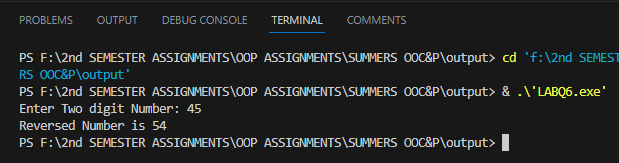 PROBLEMS OUTPUT DEBUG CONSOLE TERMINAL COMMENTS
PS F:\2nd SEMESTER ASSIGNMENTS\OOP ASSIGNMENTS\SUMMERS OOC&P\output> cd 'f:\2nd SEMEST
RS OOC&P\output'
PS F:\2nd SEMESTER ASSIGNMENTS\OOP ASSIGNMENTS\SUMMERS OOC&P\output> & .\'LABQ6.exe'
Enter Two digit Number: 45
Reversed Number is 54
PS F:\2nd SEMESTER ASSIGNMENTS\OOP ASSIGNMENTS\SUMMERS OOC&P\output>